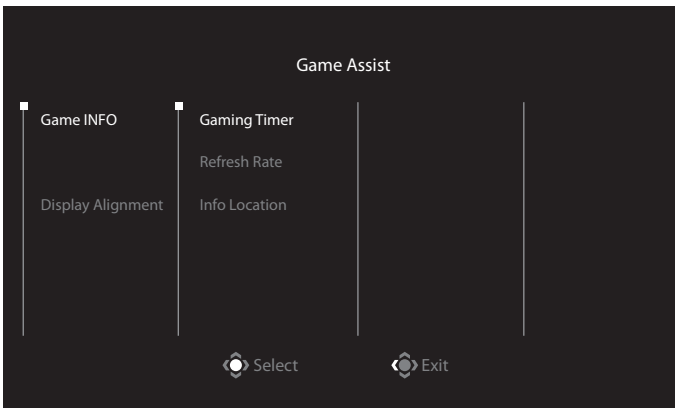 Game Assist
Game INFO
Gaming Timer
Refresh Rate
Display Alignment
Info Location
Select
Exit